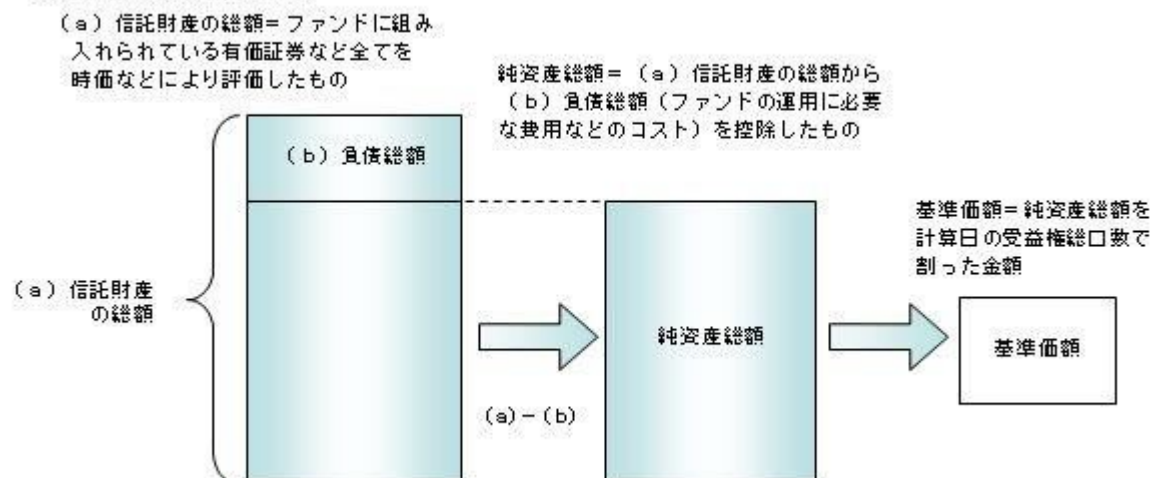 (a)信託財産の総額=ファンドに組み
入れられている有価証券など全てを
時価などにより評価したもの
純資産総額=(a)信託財産の総額から
(b)負債総額(ファンドの運用に必要
な費用などのコスト)を控除したもの
(b)負債総額
基準価額=純資産総額を
計算日の受益権総口数で
割った金額
(a)信託財産
の総額
純資産総額
基準価額
(a)-(b)